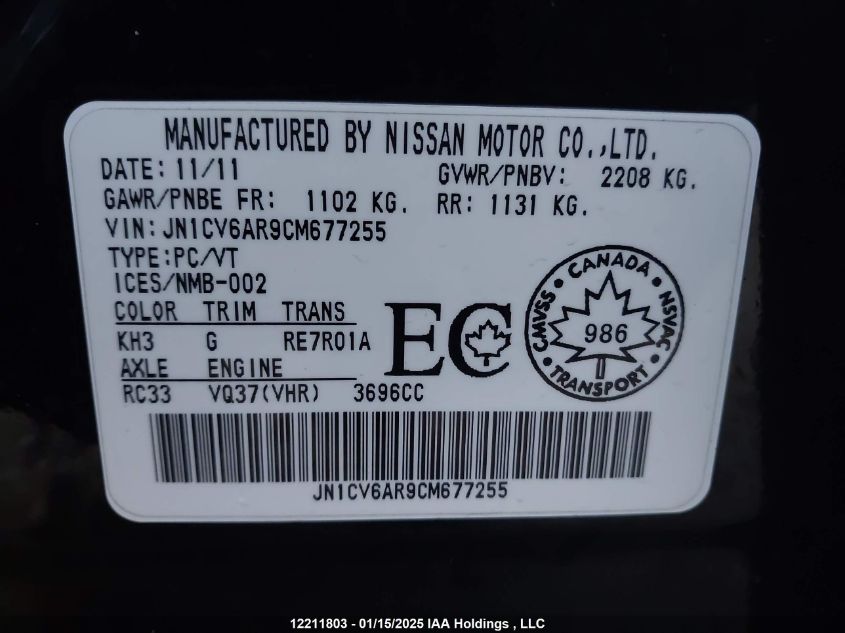 MANUFACTURED BY NISSAN MOTOR CO.,LTD.
DATE: 11/11 GVWR/PNBV: 2208 KG.
GAWR/PNBE FR: 1102 KG. RR: 1131 KG.
VIN: JN1CV6AR9CM677255
TYPE:PC/VT
ICES/NMB-002
COLOR TRIM TRANS
KH3 G RE7R01A
AXLE ENGINE
RC33 VQ37(VHR) 3696CC
EC
CANADA
CMVSS
986
NSVAC
TRANSPORT
JN1CV6AR9CM677255
12211803 - 01/15/2025 IAA Holdings , LLC